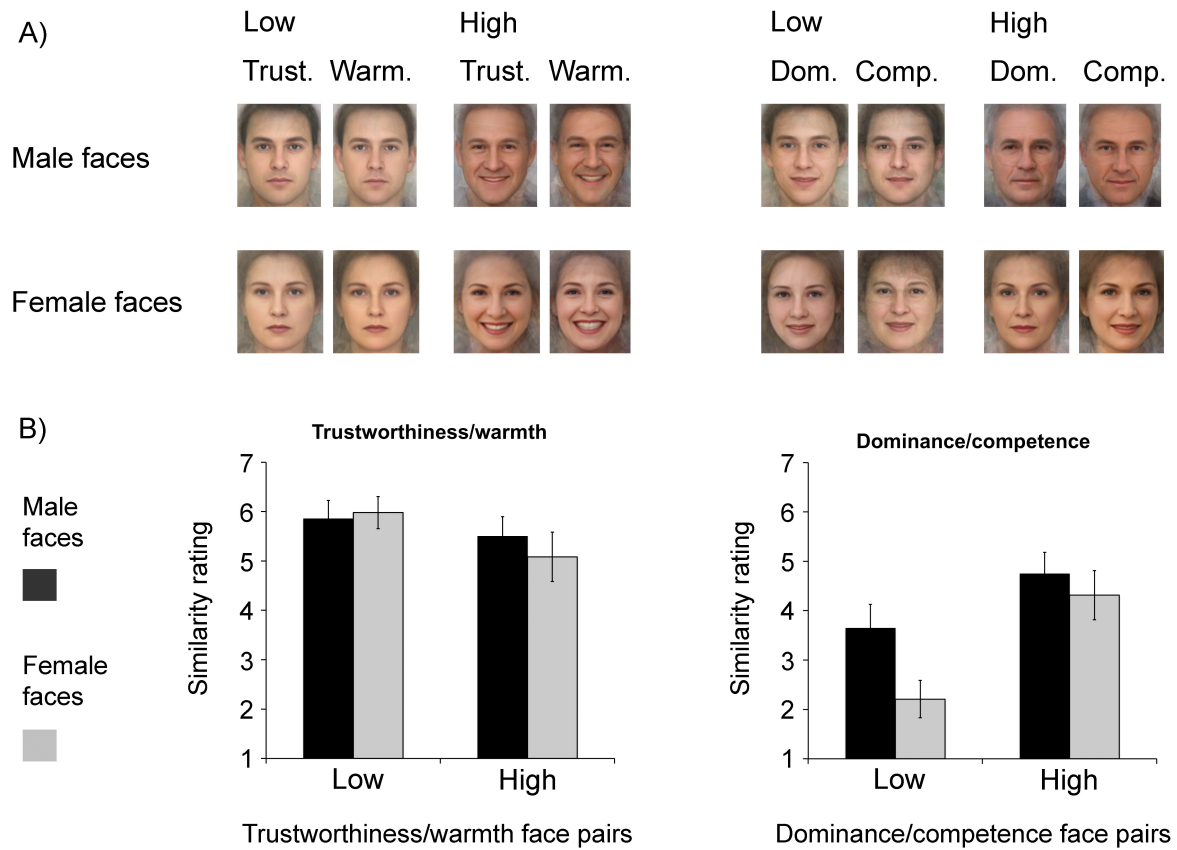 A)
Low High Low High
Trust. Warm. Trust. Warm. Dom. Comp. Dom. Comp.
Male faces
Female faces
B)
Male
faces
Female
faces
Trustworthiness/warmth
7
6
5
4
3
2
1
Similarity rating
Low High
Trustworthiness/warmth face pairs
Dominance/competence
7
6
5
4
3
2
1
Similarity rating
Low High
Dominance/competence face pairs